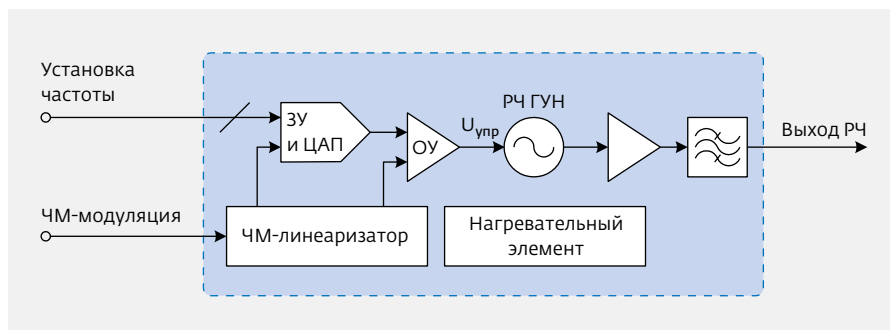 Установка
частоты
ЗУ
и ЦАП
ОУ
Uупр
РЧ ГУН
Выход РЧ
ЧМ-модуляция
ЧМ-линеаризатор
Нагревательный
элемент